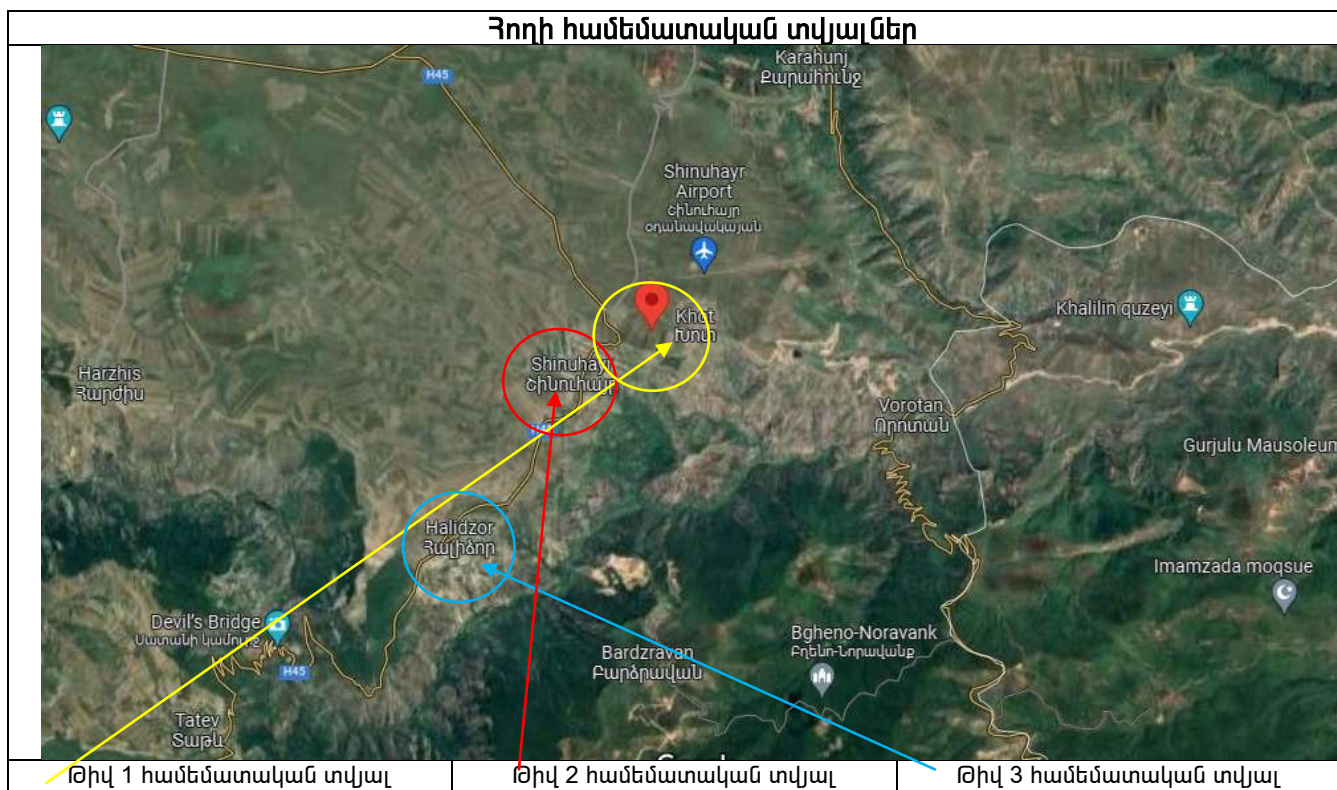 Հողի համեմատական տվյալներ
Karahunj
Քարահունջ
H45
Shinuhayr
Airport
Շինուհայր
օդանավակայան
Khot
Խոտ
Khalilin quzeyi
Shinuhayr
Շինուհայր
Harzhis
Հարժիս
Vorotan
Որոտան
H45
Gurjulu Mausoleum
Halidzor
Հալիձոր
Imamzada moqsue
Devil's Bridge
Սատանի կամուրջ
Bgheno-Noravank
Բղենո-Նորավանք
H45
Bardzravan
Բարձրավան
Tatev
Տաթև
Թիվ 1 համեմատական տվյալ
Թիվ 2 համեմատական տվյալ
Թիվ 3 համեմատական տվյալ